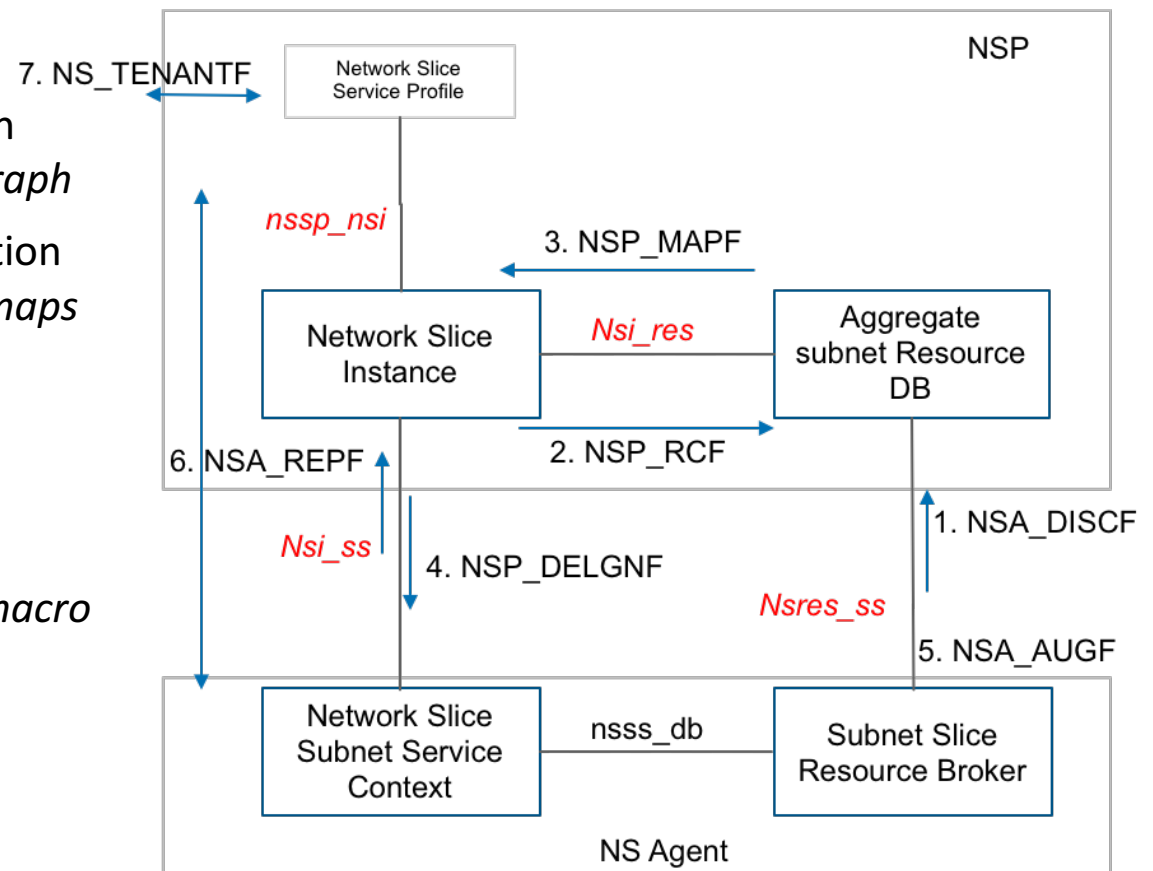 NSP
7. NS_TENANTF
Network Slice
Service Profile
n
raph
nssp_nsi
tion
naps
3. NSP_MAPF
Network Slice
Instance
Nsi_res
Aggregate
subnet Resource
DB
2. NSP_RCF
6. NSA_REPF
1. NSA_DISCF
Nsi_ss
4. NSP_DELGNF
Nsres_ss
nacro
5. NSA_AUGF
Network Slice
Subnet Service
Context
nsss_db
Subnet Slice
Resource Broker
NS Agent